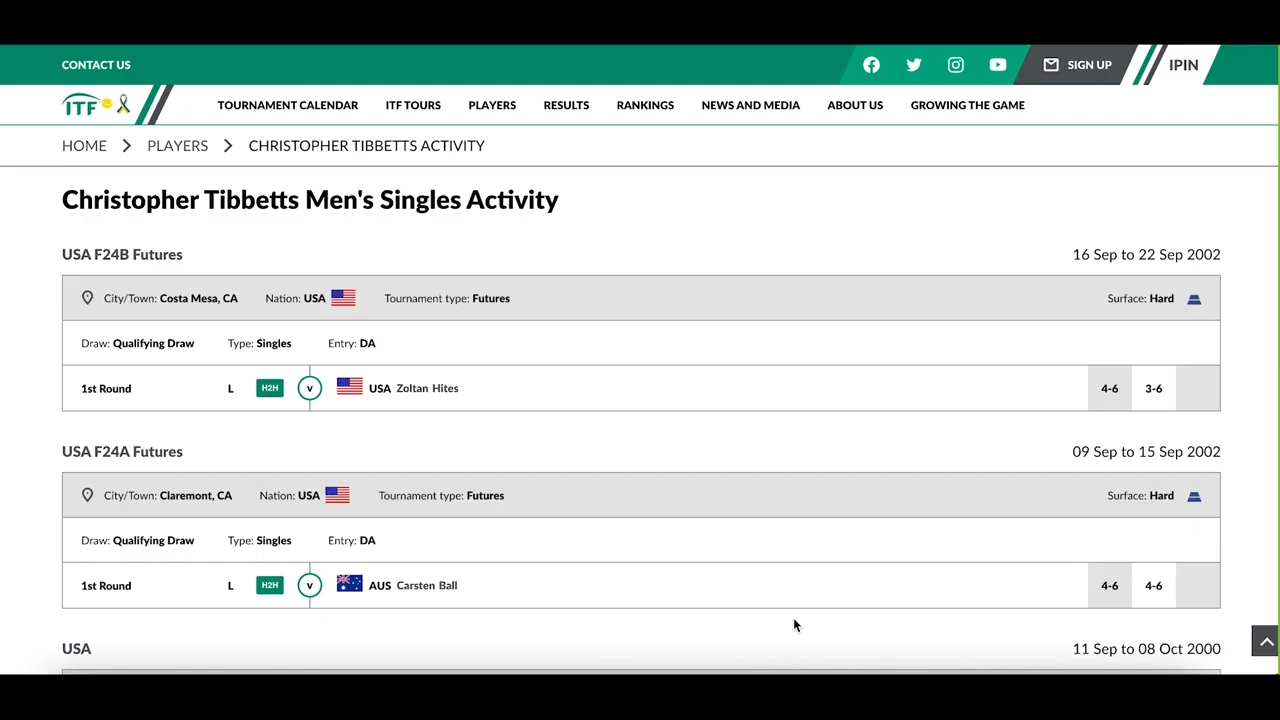 CONTACT US
SIGN UP
IPIN
ITF
TOURNAMENT CALENDAR ITF TOURS PLAYERS RESULTS RANKINGS NEWS AND MEDIA ABOUT US GROWING THE GAME
HOME PLAYERS CHRISTOPHER TIBBETTS ACTIVITY
Christopher Tibbetts Men's Singles Activity
USA F24B Futures 16 Sep to 22 Sep 2002
City/Town: Costa Mesa, CA Nation: USA Tournament type: Futures Surface: Hard
Draw: Qualifying Draw Type: Singles Entry: DA
1st Round L H2H v USA Zoltan Hites 4-6 3-6
USA F24A Futures 09 Sep to 15 Sep 2002
City/Town: Claremont, CA Nation: USA Tournament type: Futures Surface: Hard
Draw: Qualifying Draw Type: Singles Entry: DA
1st Round L H2H v AUS Carsten Ball 4-6 4-6
USA 11 Sep to 08 Oct 2000